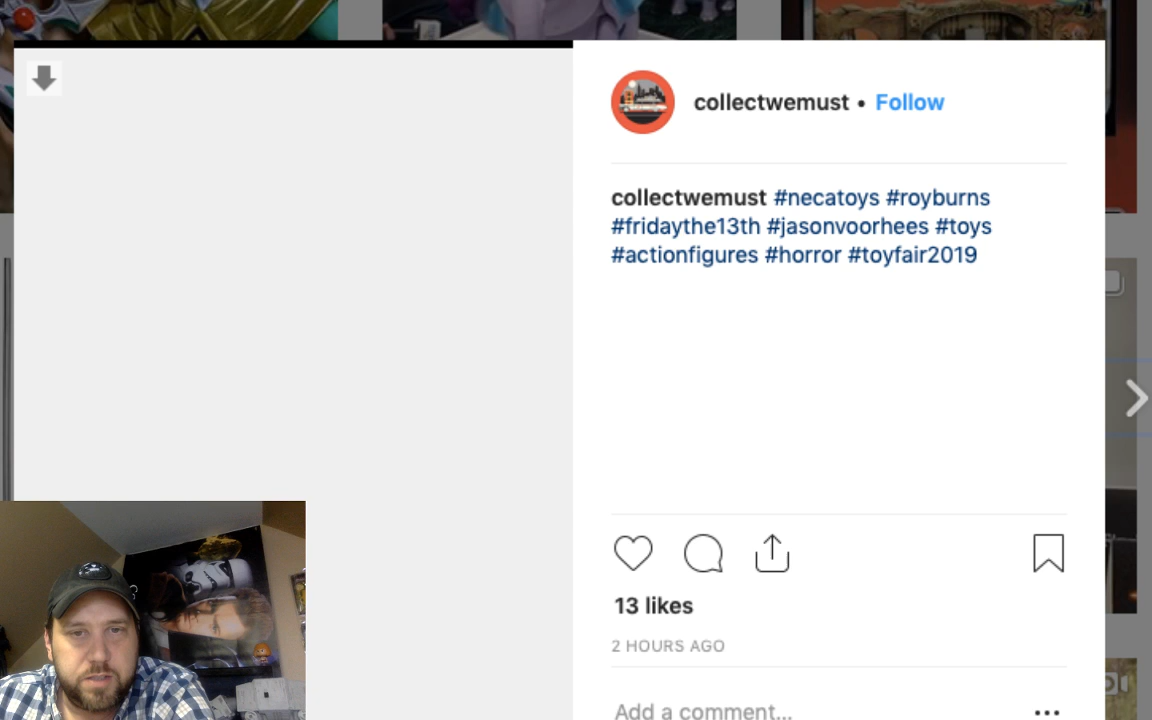 collectwemust • Follow
collectwemust #necatoys #royburns
#fridaythe13th #jasonvoorhees #toys
#actionfigures #horror #toyfair2019
13 likes
2 HOURS AGO
Add a comment...